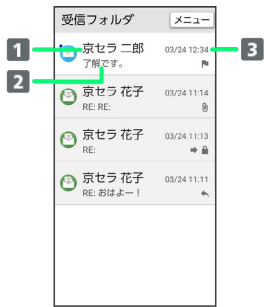 受信フォルダ メニュー
1 京セラ 二郎 03/24 12:34 3
2 了解です。
京セラ 花子 03/24 11:14
RE: RE:
京セラ 花子 03/24 11:13
RE:
京セラ 花子 03/24 11:11
RE: おはよー！